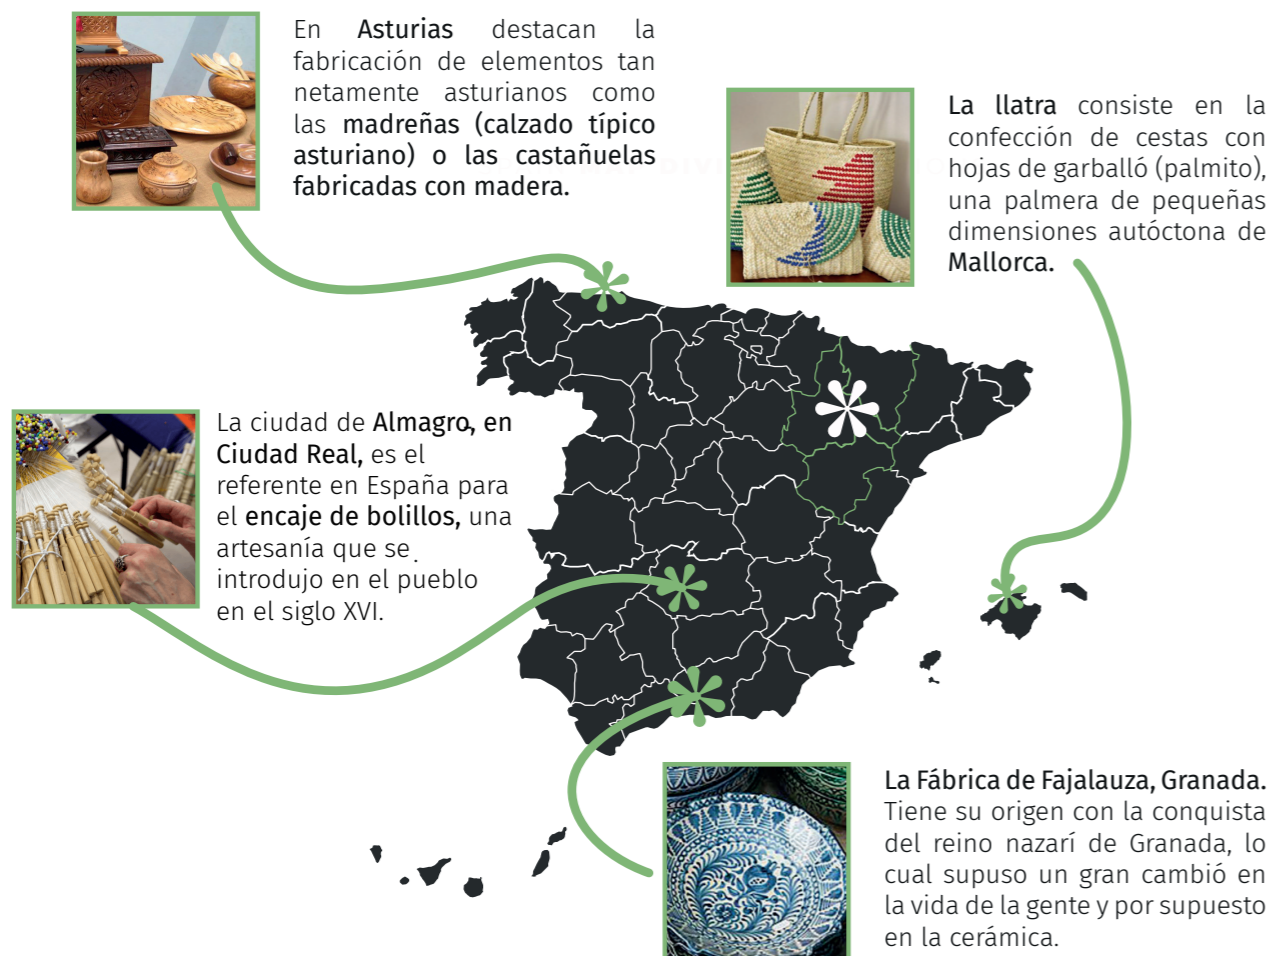 En Asturias destacan la
fabricación de elementos tan
netamente asturianos como
las madreñas (calzado típico
asturiano) o las castañuelas
fabricadas con madera.
La llatra consiste en la
confección de cestas con
hojas de garballó (palmito),
una palmera de pequeñas
dimensiones autóctona de
Mallorca.
La ciudad de Almagro, en
Ciudad Real, es el
referente en España para
el encaje de bolillos, una
artesanía que se
introdujo en el pueblo
en el siglo XVI.
La Fábrica de Fajalauza, Granada.
Tiene su origen con la conquista
del reino nazarí de Granada, lo
cual supuso un gran cambió en
la vida de la gente y por supuesto
en la cerámica.